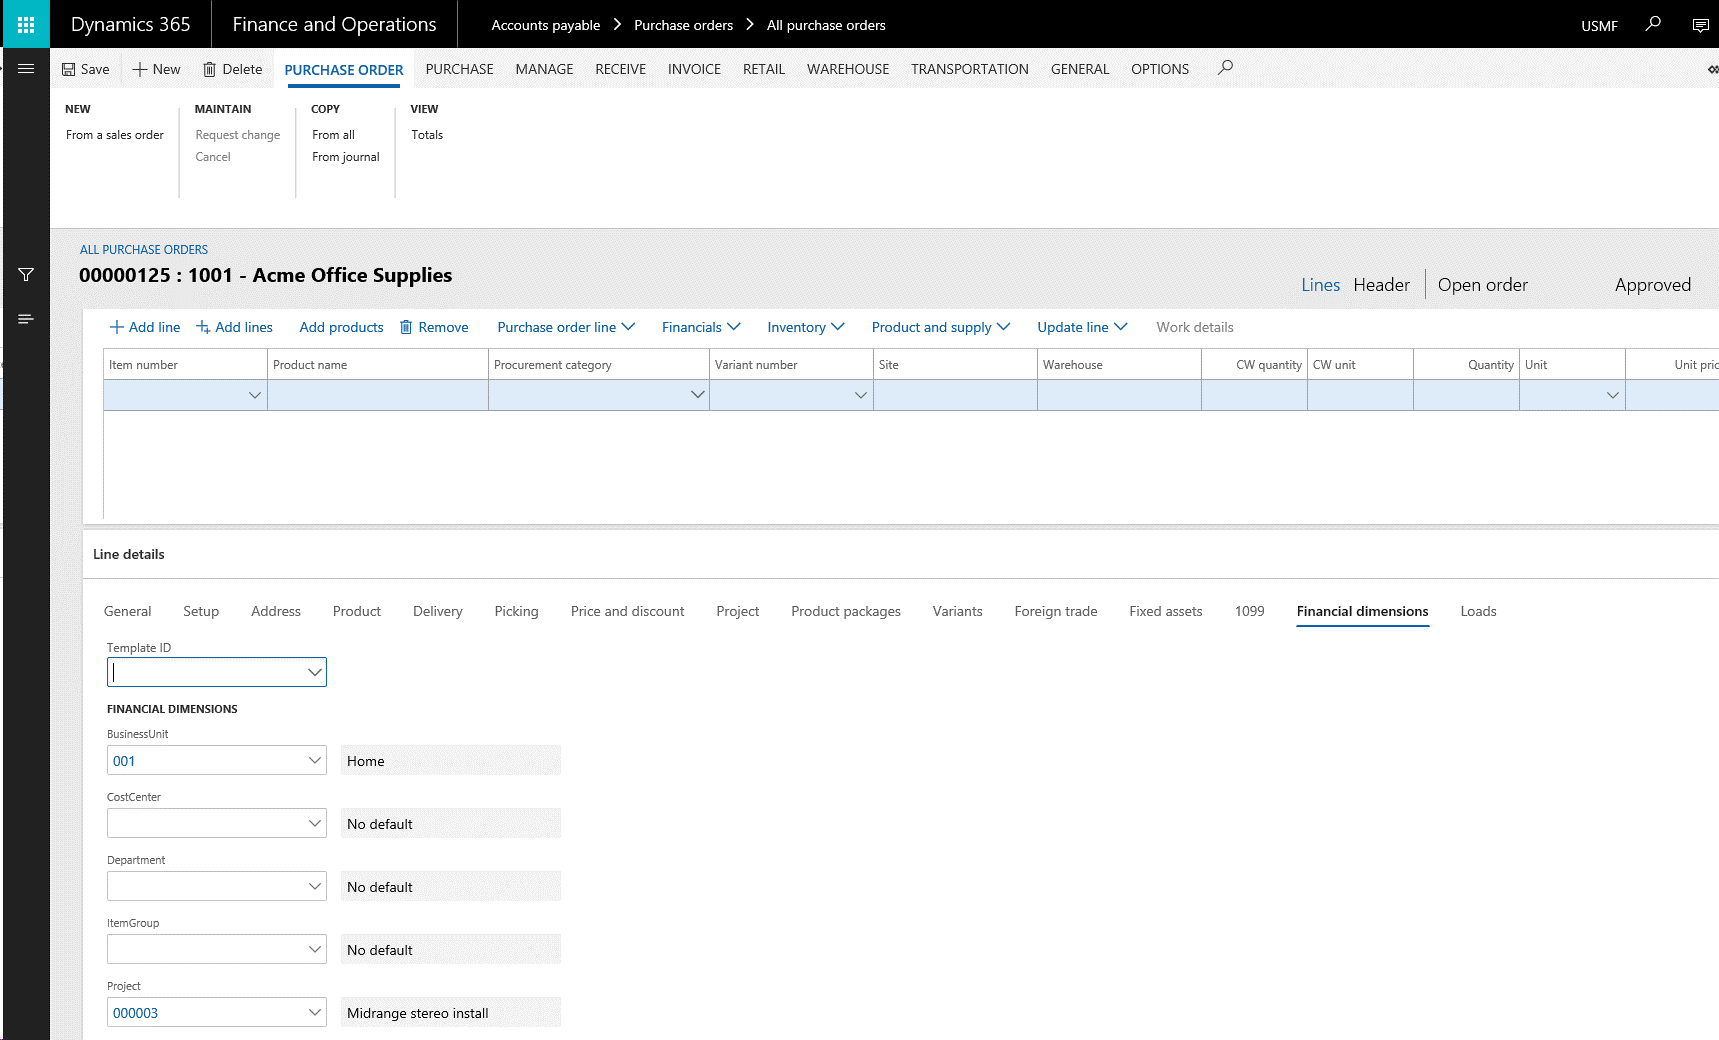 Dynamics 365 Finance and Operations Accounts payable Purchase orders All purchase orders USMF
Save New Delete PURCHASE ORDER PURCHASE MANAGE RECEIVE INVOICE RETAIL WAREHOUSE TRANSPORTATION GENERAL OPTIONS
NEW MAINTAIN COPY VIEW
From a sales order Request change From all Totals
Cancel From journal
ALL PURCHASE ORDERS
00000125 : 1001 - Acme Office Supplies
Lines Header Open order Approved
Add line Add lines Add products Remove Purchase order line Financials Inventory Product and supply Update line Work details
Item number Product name Procurement category Variant number Site Warehouse CW quantity CW unit Quantity Unit Unit pric
Line details
General Setup Address Product Delivery Picking Price and discount Project Product packages Variants Foreign trade Fixed assets 1099 Financial dimensions Loads
Template ID
FINANCIAL DIMENSIONS
BusinessUnit
001 Home
CostCenter
No default
Department
No default
ItemGroup
No default
Project
000003 Midrange stereo install